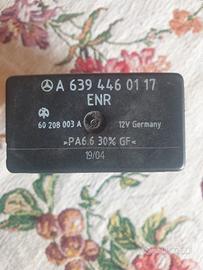 A 639 446 01 17
ENR
60 208 003 A 12V Germany
>PA6.6 30% GF<
19/04